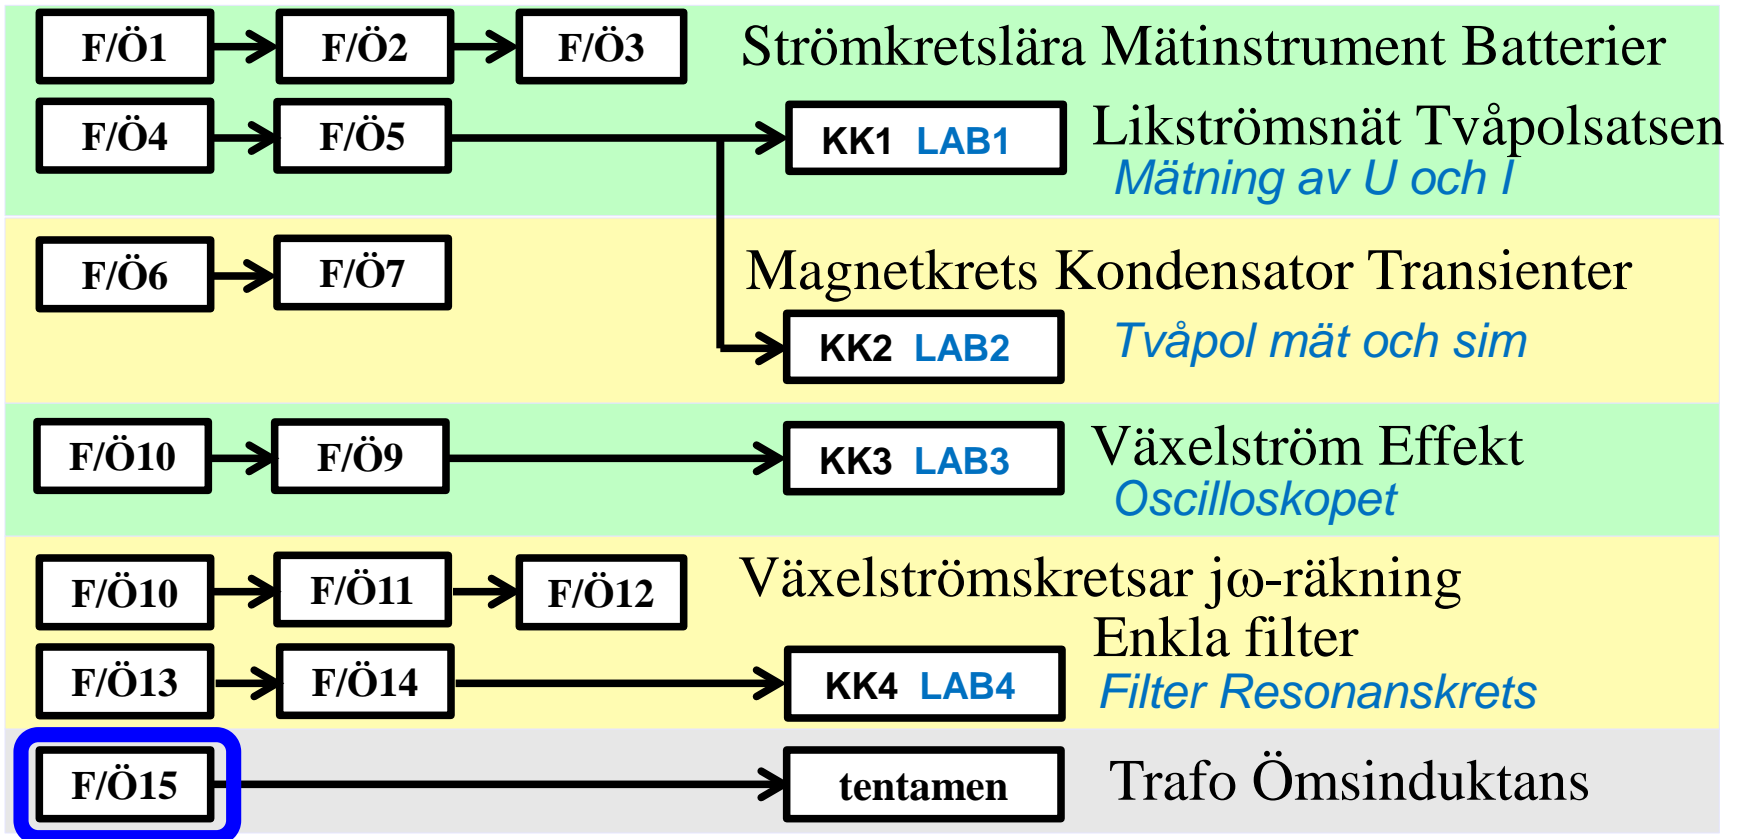 F/Ö1 F/Ö2 F/Ö3 Strömkretslära Mätinstrument Batterier
F/Ö4 F/Ö5 KK1 LAB1 Likströmsnät Tvåpolsatsen
Mätning av U och I
F/Ö6 F/Ö7 Magnetkrets Kondensator Transienter
KK2 LAB2 Tvåpol mät och sim
F/Ö10 F/Ö9 KK3 LAB3 Växelström Effekt
Oscilloskopet
F/Ö10 F/Ö11 F/Ö12 Växelströmskretsar jω-räkning
Enkla filter
F/Ö13 F/Ö14 KK4 LAB4 Filter Resonanskrets
F/Ö15 tentamen Trafo Ömsinduktans